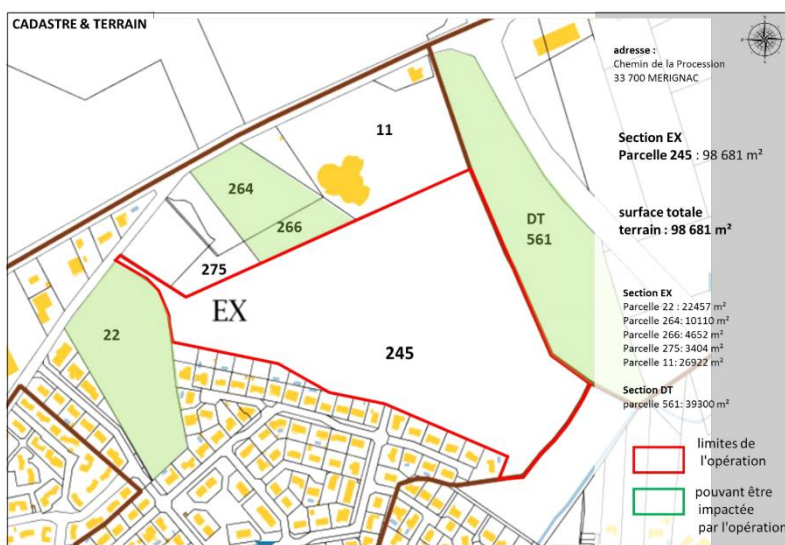 CADASTRE & TERRAIN
adresse :
Chemin de la Procession
33 700 MERIGNAC
11
Section EX
Parcelle 245 : 98 681 m²
264
266
DT
561
surface totale
terrain : 98 681 m²
275
EX
22
245
Section EX
Parcelle 22 : 22457 m²
Parcelle 264: 10110 m²
Parcelle 266: 4652 m²
Parcelle 275: 3404 m²
Parcelle 11: 26922 m²
Section DT
parcelle 561: 39300 m²
limites de
l'opération
pouvant être
impactée
par l'opération